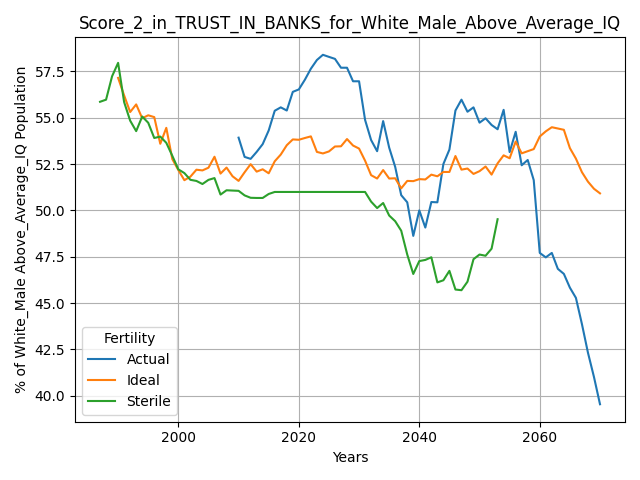 Score_2_in_TRUST_IN_BANKS_for_White_Male_Above_Average_IQ
% of White_Male Above_Average_IQ Population
57.5
55.0
52.5
50.0
47.5
45.0
42.5
40.0
Fertility
Actual
Ideal
Sterile
2000 2020 2040 2060
Years